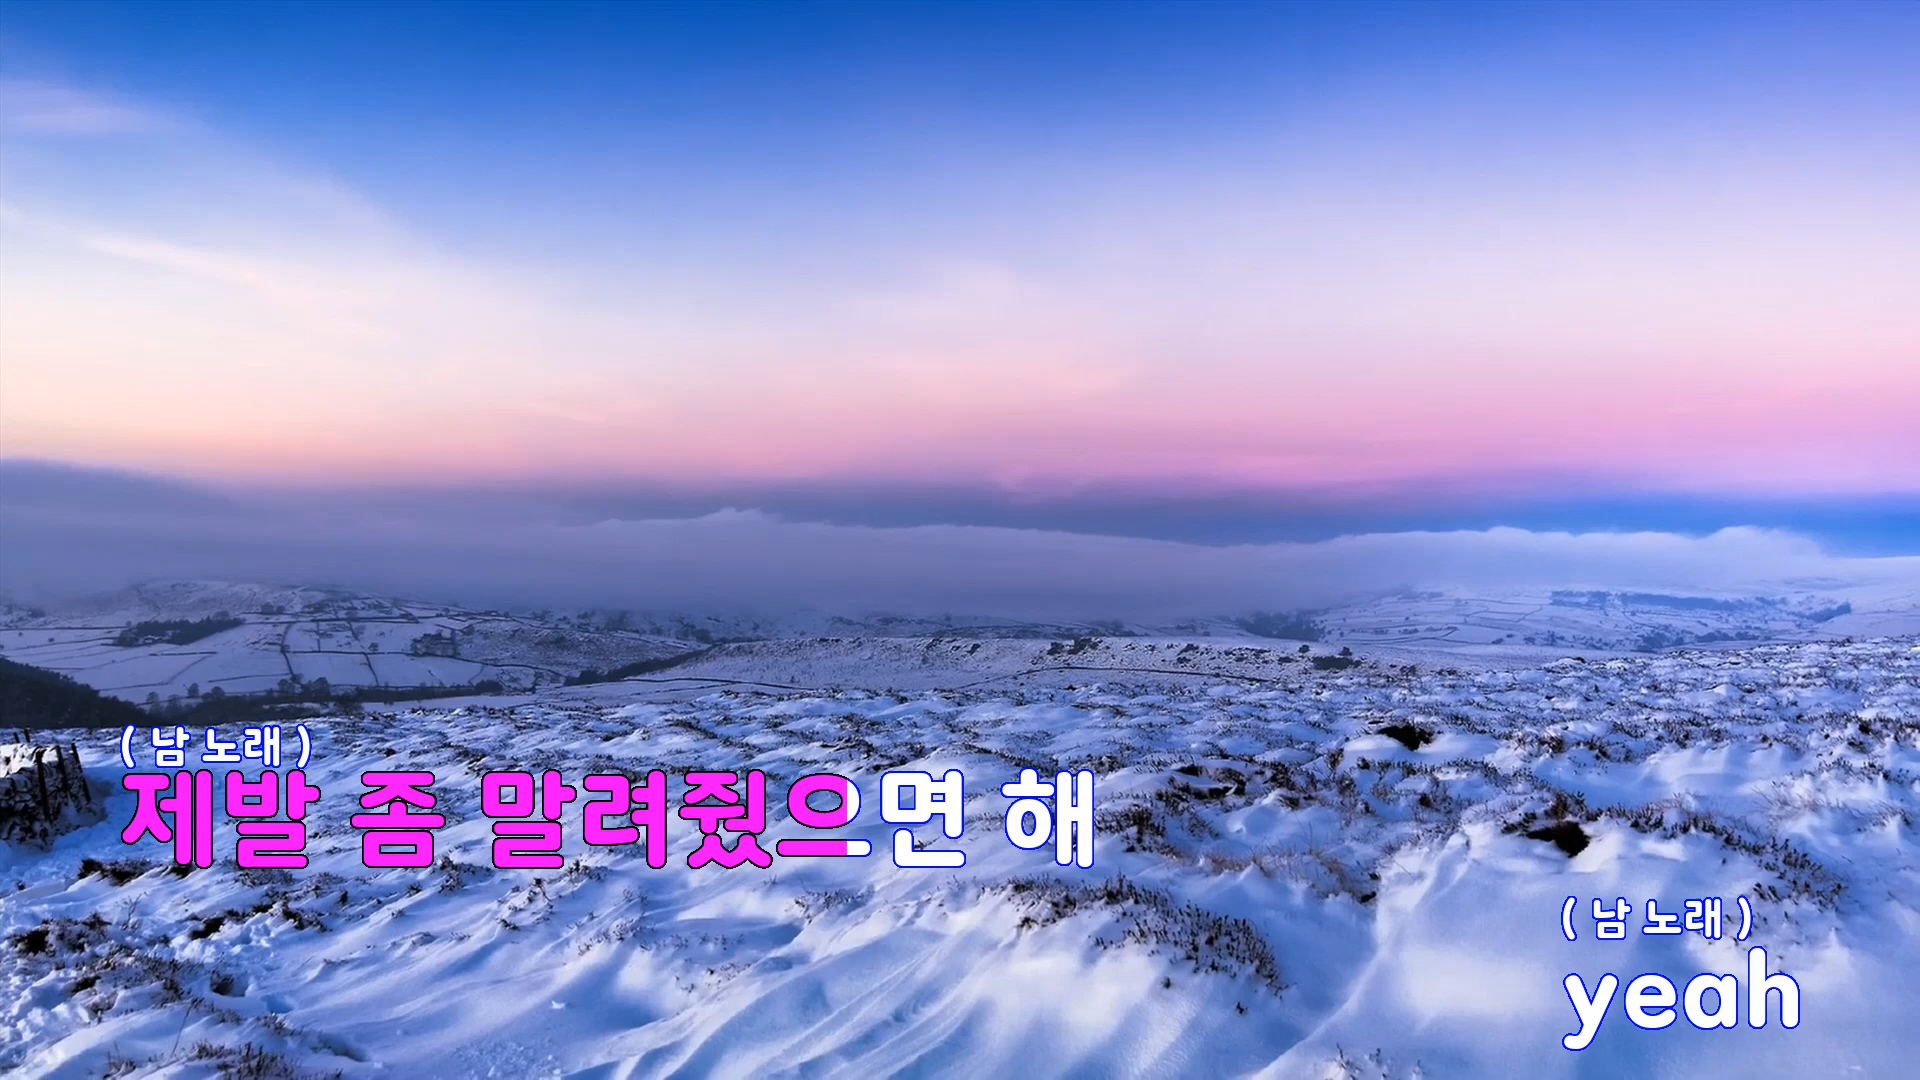 ( 남 노래 )
제발 좀 말려줬으면 해
( 남 노래 )
yeah